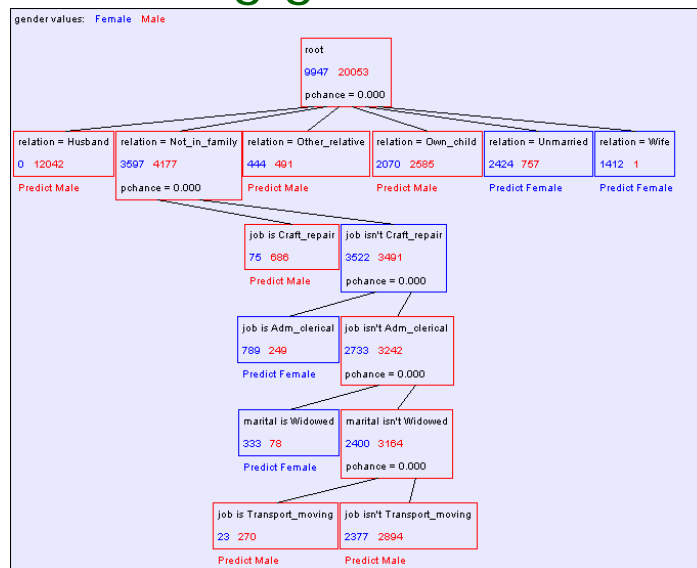 gender values: Female Male
root
9947 20053
pchance = 0.000
relation = Husband
0 12042
Predict Male
relation = Not_in_family
3597 4177
pchance = 0.000
relation = Other_relative
444 491
Predict Male
relation = Own_child
2070 2585
Predict Male
relation = Unmarried
2424 757
Predict Female
relation = Wife
1412 1
Predict Female
job is Craft_repair
75 686
Predict Male
job isn't Craft_repair
3522 3491
pchance = 0.000
job is Adm_clerical
789 249
Predict Female
job isn't Adm_clerical
2733 3242
pchance = 0.000
marital is Widowed
333 78
Predict Female
marital isn't Widowed
2400 3164
pchance = 0.000
job is Transport_moving
23 270
Predict Male
job isn't Transport_moving
2377 2894
Predict Male